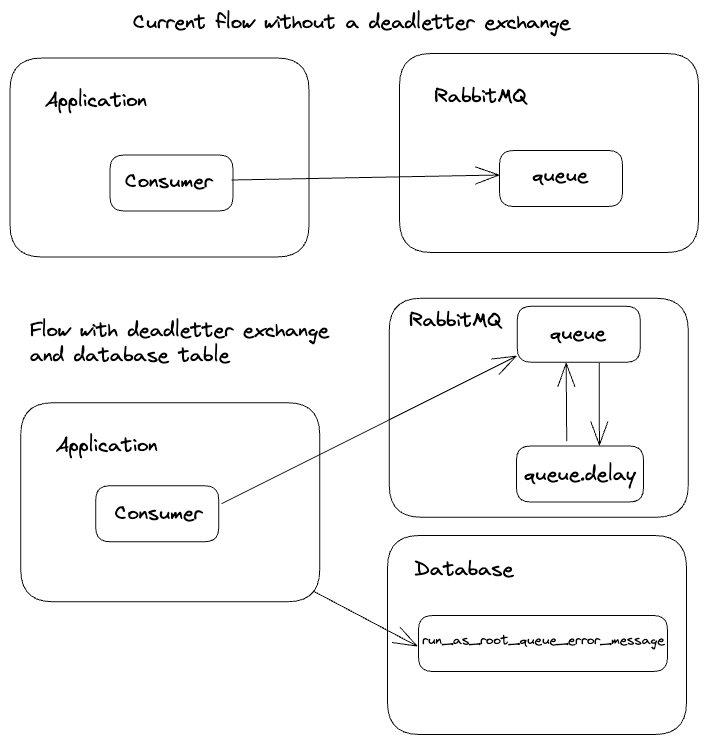 Current flow without a deadletter exchange
Application
RabbitMQ
Consumer
queue
Flow with deadletter exchange
and database table
RabbitMQ
queue
Application
queue.delay
Consumer
Database
run_as_root_queue_error_message